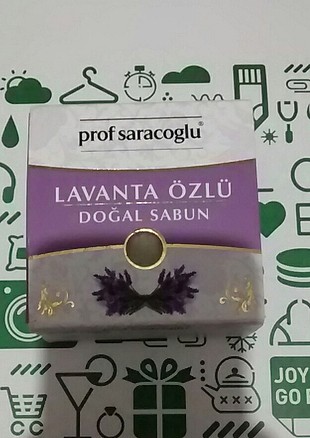 prof saracoglu®
LAVANTA ÖZLÜ
DOĞAL SABUN
JOY
GO